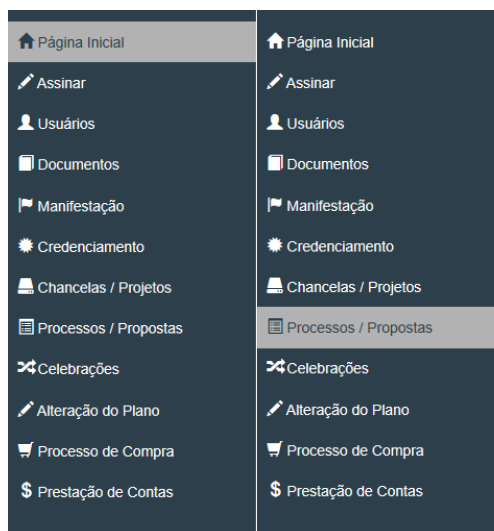 Página Inicial
Assinar
Usuários
Documentos
Manifestação
Credenciamento
Chancelas / Projetos
Processos / Propostas
Celebrações
Alteração do Plano
Processo de Compra
$ Prestação de Contas
Página Inicial
Assinar
Usuários
Documentos
Manifestação
Credenciamento
Chancelas / Projetos
Processos / Propostas
Celebrações
Alteração do Plano
Processo de Compra
$ Prestação de Contas